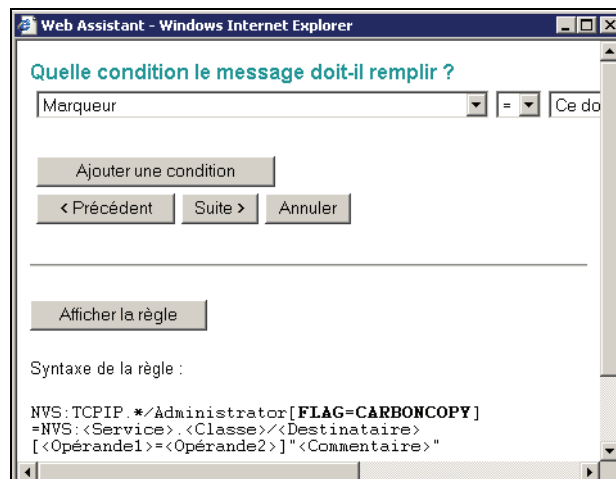 Web Assistant - Windows Internet Explorer
Quelle condition le message doit-il remplir ?
Marqueur = Ce do
Ajouter une condition
< Précédent Suite > Annuler
Afficher la règle
Syntaxe de la règle :
NVS:TCPIP.*/Administrator[FLAG=CARBONCOPY]
=NVS:<Service>.<Classe>/<Destinataire>
[<Opérande1>=<Opérande2>]"<Commentaire>"